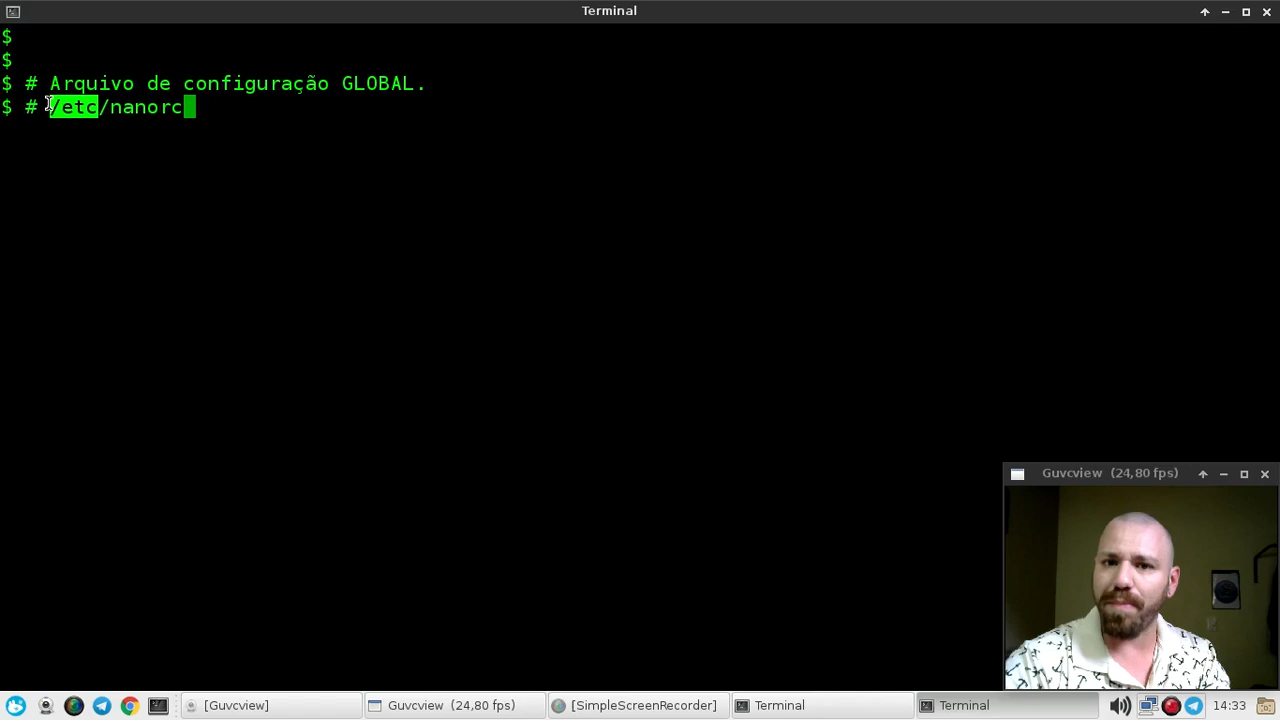 Terminal
$
$
$ # Arquivo de configuração GLOBAL.
$ # /etc/nanorc
Guvcview (24,80 fps)
[Guvcview]
Guvcview (24,80 fps)
[SimpleScreenRecorder]
Terminal
Terminal
14:33